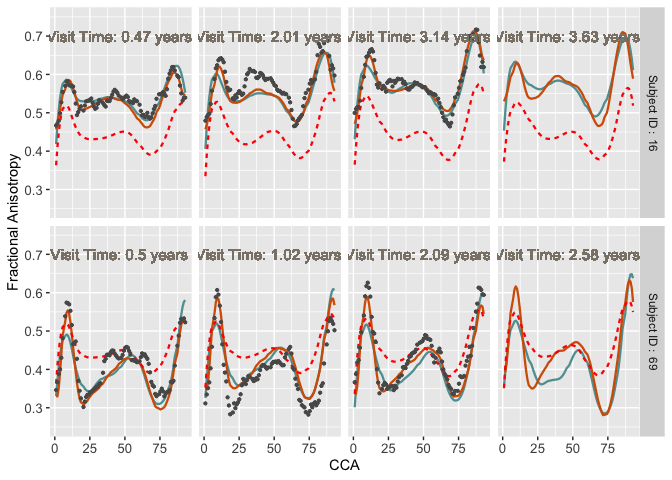 Visit Time: 0.47 years
Visit Time: 2.01 years
Visit Time: 3.14 years
Visit Time: 3.63 years
0.7
0.6
0.5
0.4
0.3
Subject ID : 16
Fractional Anisotropy
Visit Time: 0.5 years
Visit Time: 1.02 years
Visit Time: 2.09 years
Visit Time: 2.58 years
0.7
0.6
0.5
0.4
0.3
Subject ID : 69
0 25 50 75 0 25 50 75 0 25 50 75 0 25 50 75
CCA